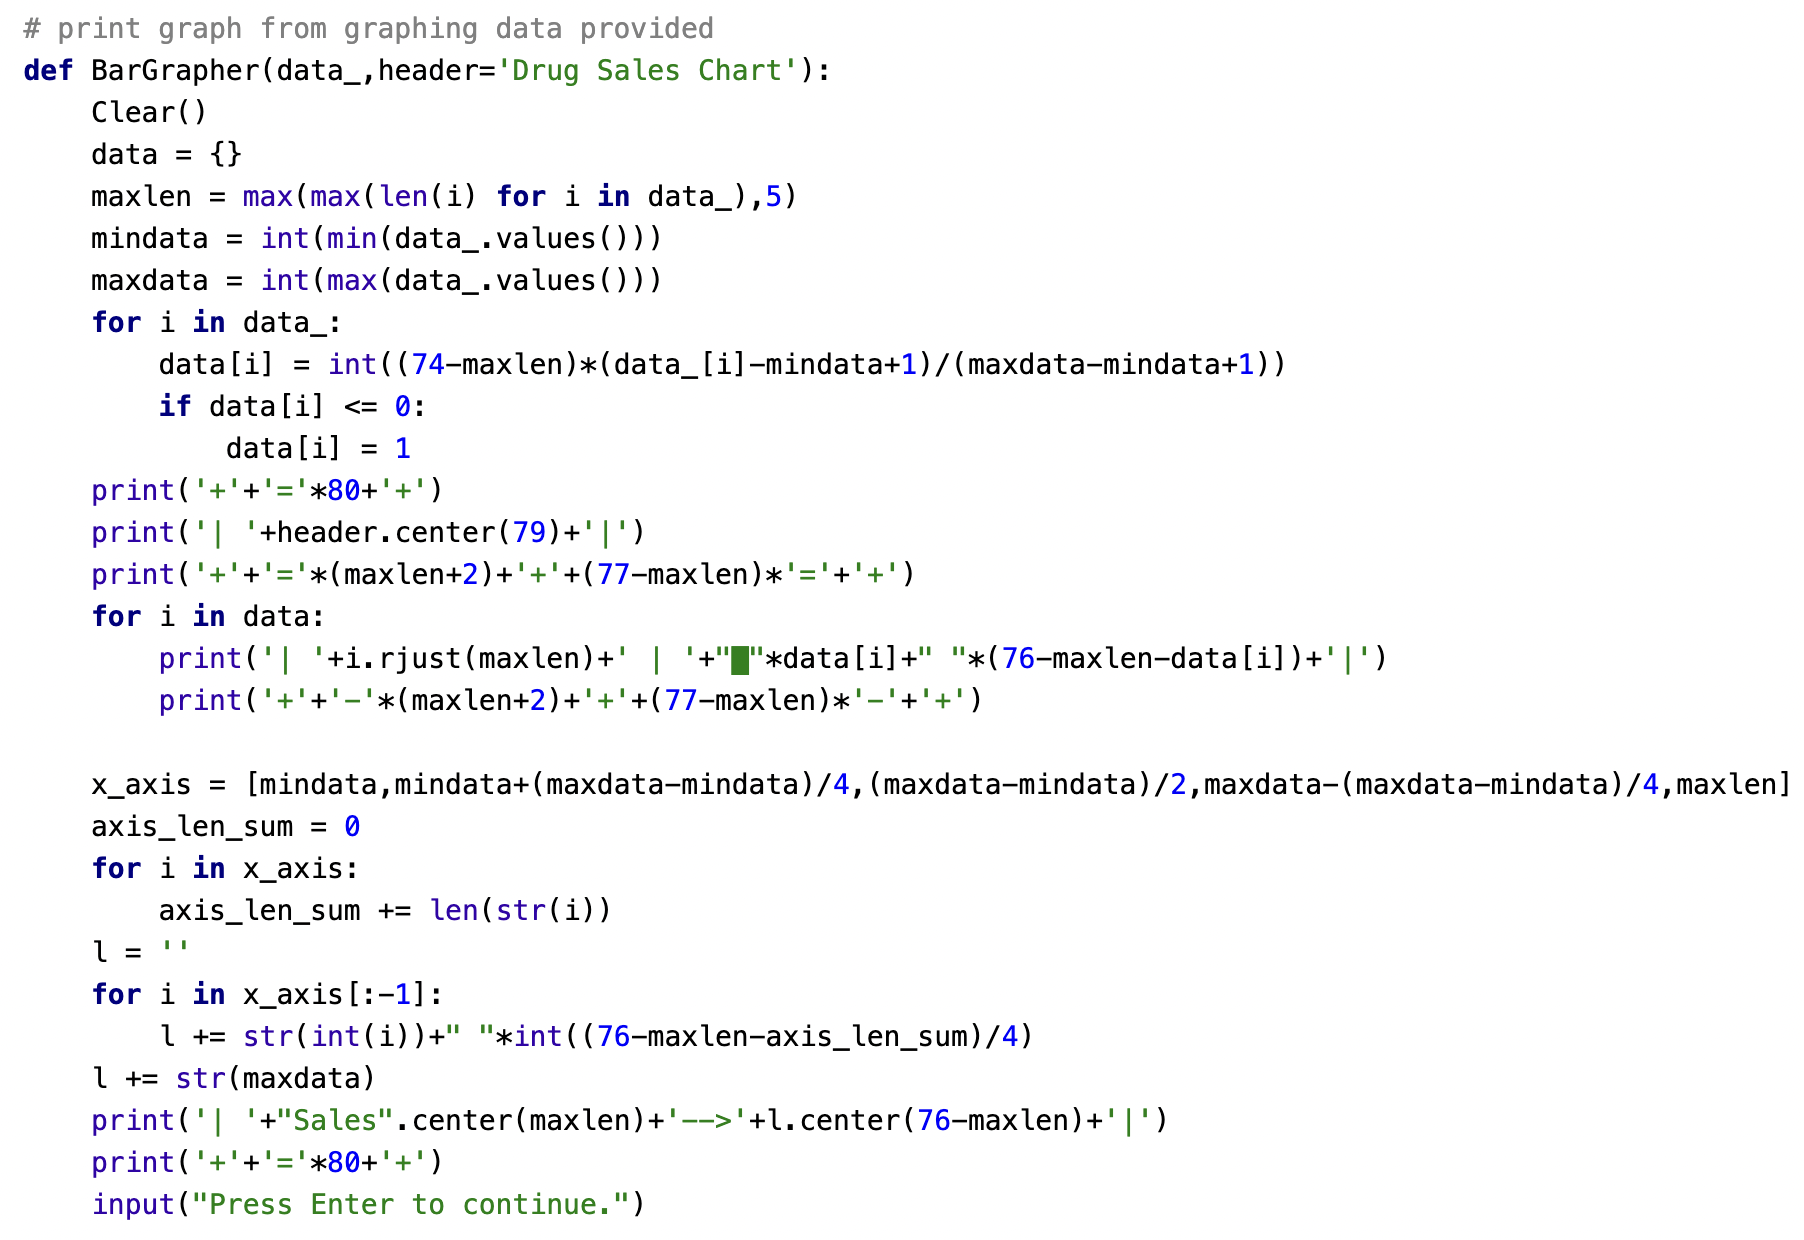 # print graph from graphing data provided
def BarGrapher(data_,header='Drug Sales Chart'):
    Clear()
    data = {}
    maxlen = max(max(len(i) for i in data_),5)
    mindata = int(min(data_.values()))
    maxdata = int(max(data_.values()))
    for i in data_:
        data[i] = int((74-maxlen)*(data_[i]-mindata+1)/(maxdata-mindata+1))
        if data[i] <= 0:
            data[i] = 1
    print('+'+'='*80+'+')
    print('| '+header.center(79)+'|')
    print('+'+'='*(maxlen+2)+'+'+(77-maxlen)*'='+'+')
    for i in data:
        print('| '+i.rjust(maxlen)+' | '+"█"*data[i]+" "*(76-maxlen-data[i])+'|')
        print('+'+'-'*(maxlen+2)+'+'+(77-maxlen)*'-'+'+')

    x_axis = [mindata,mindata+(maxdata-mindata)/4,(maxdata-mindata)/2,maxdata-(maxdata-mindata)/4,maxlen]
    axis_len_sum = 0
    for i in x_axis:
        axis_len_sum += len(str(i))
    l = ''
    for i in x_axis[:-1]:
        l += str(int(i))+" "*int((76-maxlen-axis_len_sum)/4)
    l += str(maxdata)
    print('| '+"Sales".center(maxlen)+'-->'+l.center(76-maxlen)+'|')
    print('+'+'='*80+'+')
    input("Press Enter to continue.")